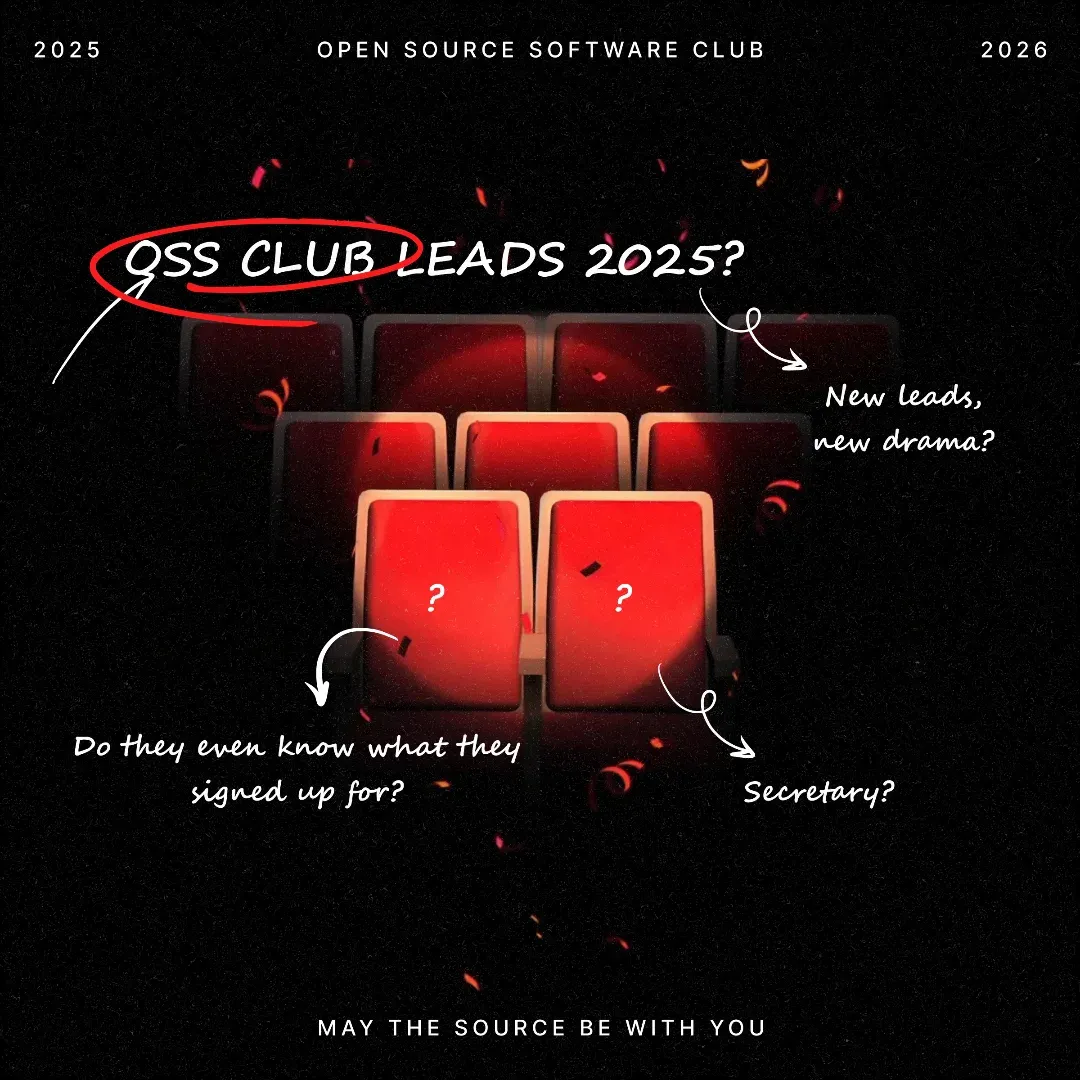 2025 OPEN SOURCE SOFTWARE CLUB 2026
OSS CLUB LEADS 2025?
New leads,
new drama?
? ?
Do they even know what they
signed up for?
Secretary?
MAY THE SOURCE BE WITH YOU